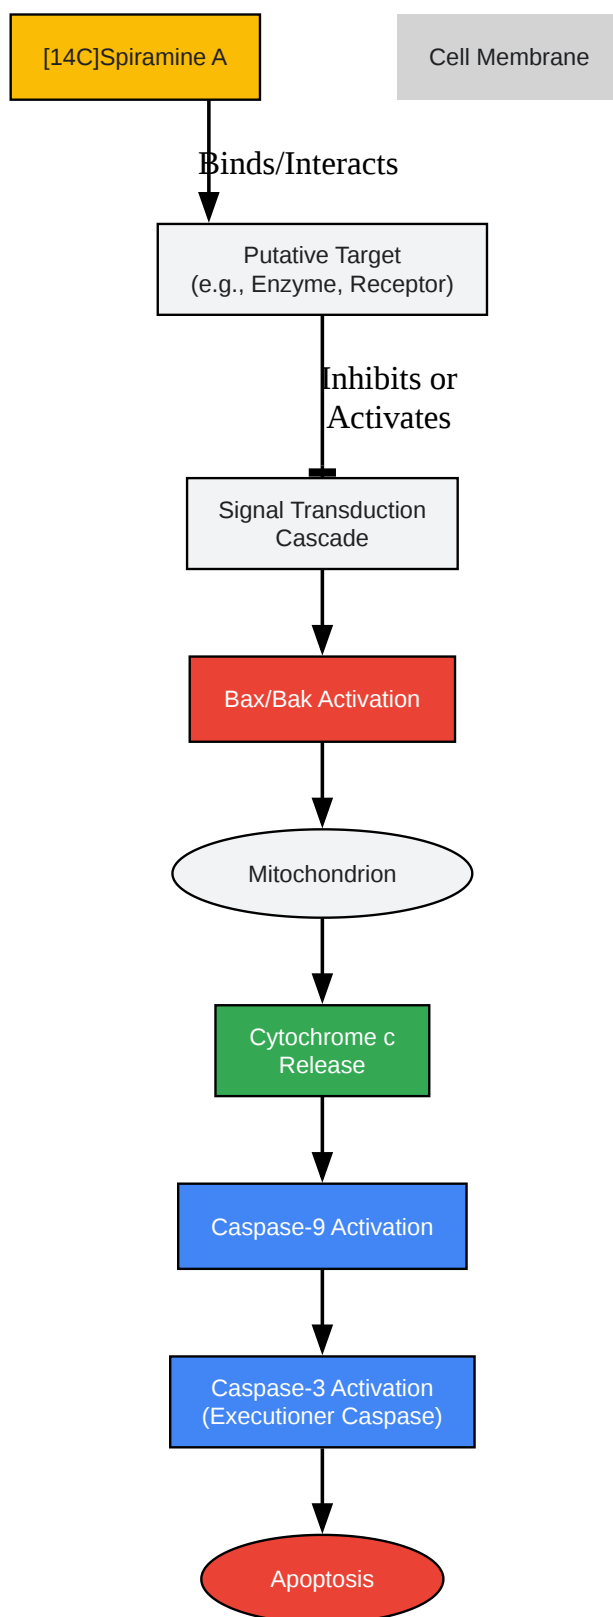 [14C]Spiramine A
Cell Membrane
Binds/Interacts
Putative Target
(e.g., Enzyme, Receptor)
Inhibits or
Activates
Signal Transduction
Cascade
Bax/Bak Activation
Mitochondrion
Cytochrome c
Release
Caspase-9 Activation
Caspase-3 Activation
(Executioner Caspase)
Apoptosis